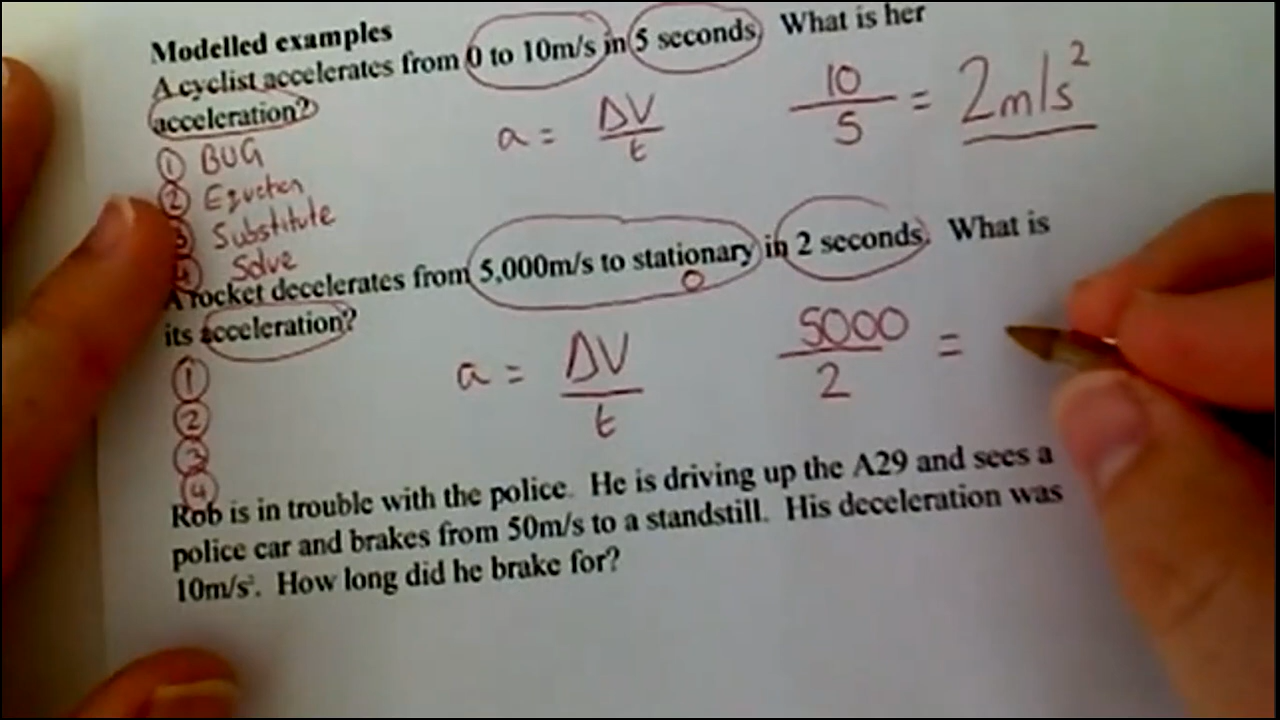 Modelled examples
A cyclist accelerates from 0 to 10m/s in 5 seconds. What is her
acceleration?
a = ΔV/t
10/5 = 2m/s²
① BUG
② Equation
③ Substitute
④ Solve
A rocket decelerates from 5,000m/s to stationary in 2 seconds. What is
0
its acceleration?
a = ΔV/t
5000/2 =
①
②
③
④
Rob is in trouble with the police. He is driving up the A29 and sees a
police car and brakes from 50m/s to a standstill. His deceleration was
10m/s². How long did he brake for?